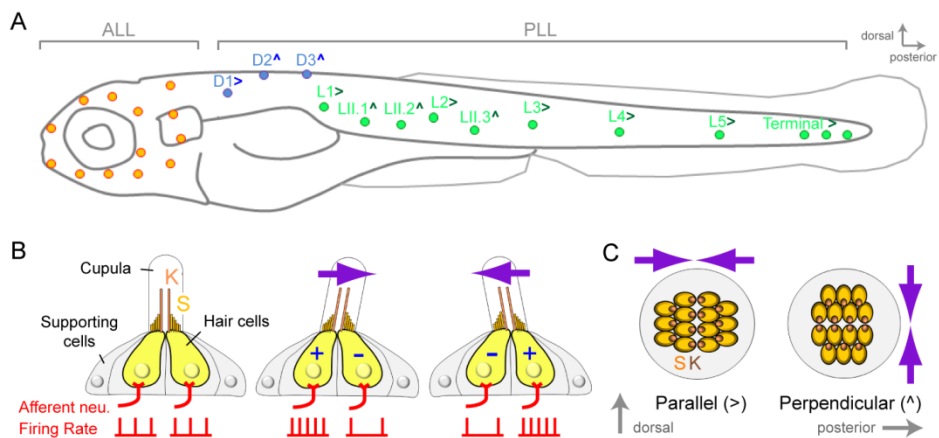 A
ALL
PLL
dorsal
posterior
D1>
D2^
D3^
L1>
LII.1^
LII.2^
L2>
LII.3^
L3>
L4>
L5>
Terminal >
B
Cupula
K
S
Supporting
cells
Hair cells
+ -
- +
Afferent neu.
Firing Rate
C
S K
Parallel (>)
Perpendicular (^)
dorsal
posterior